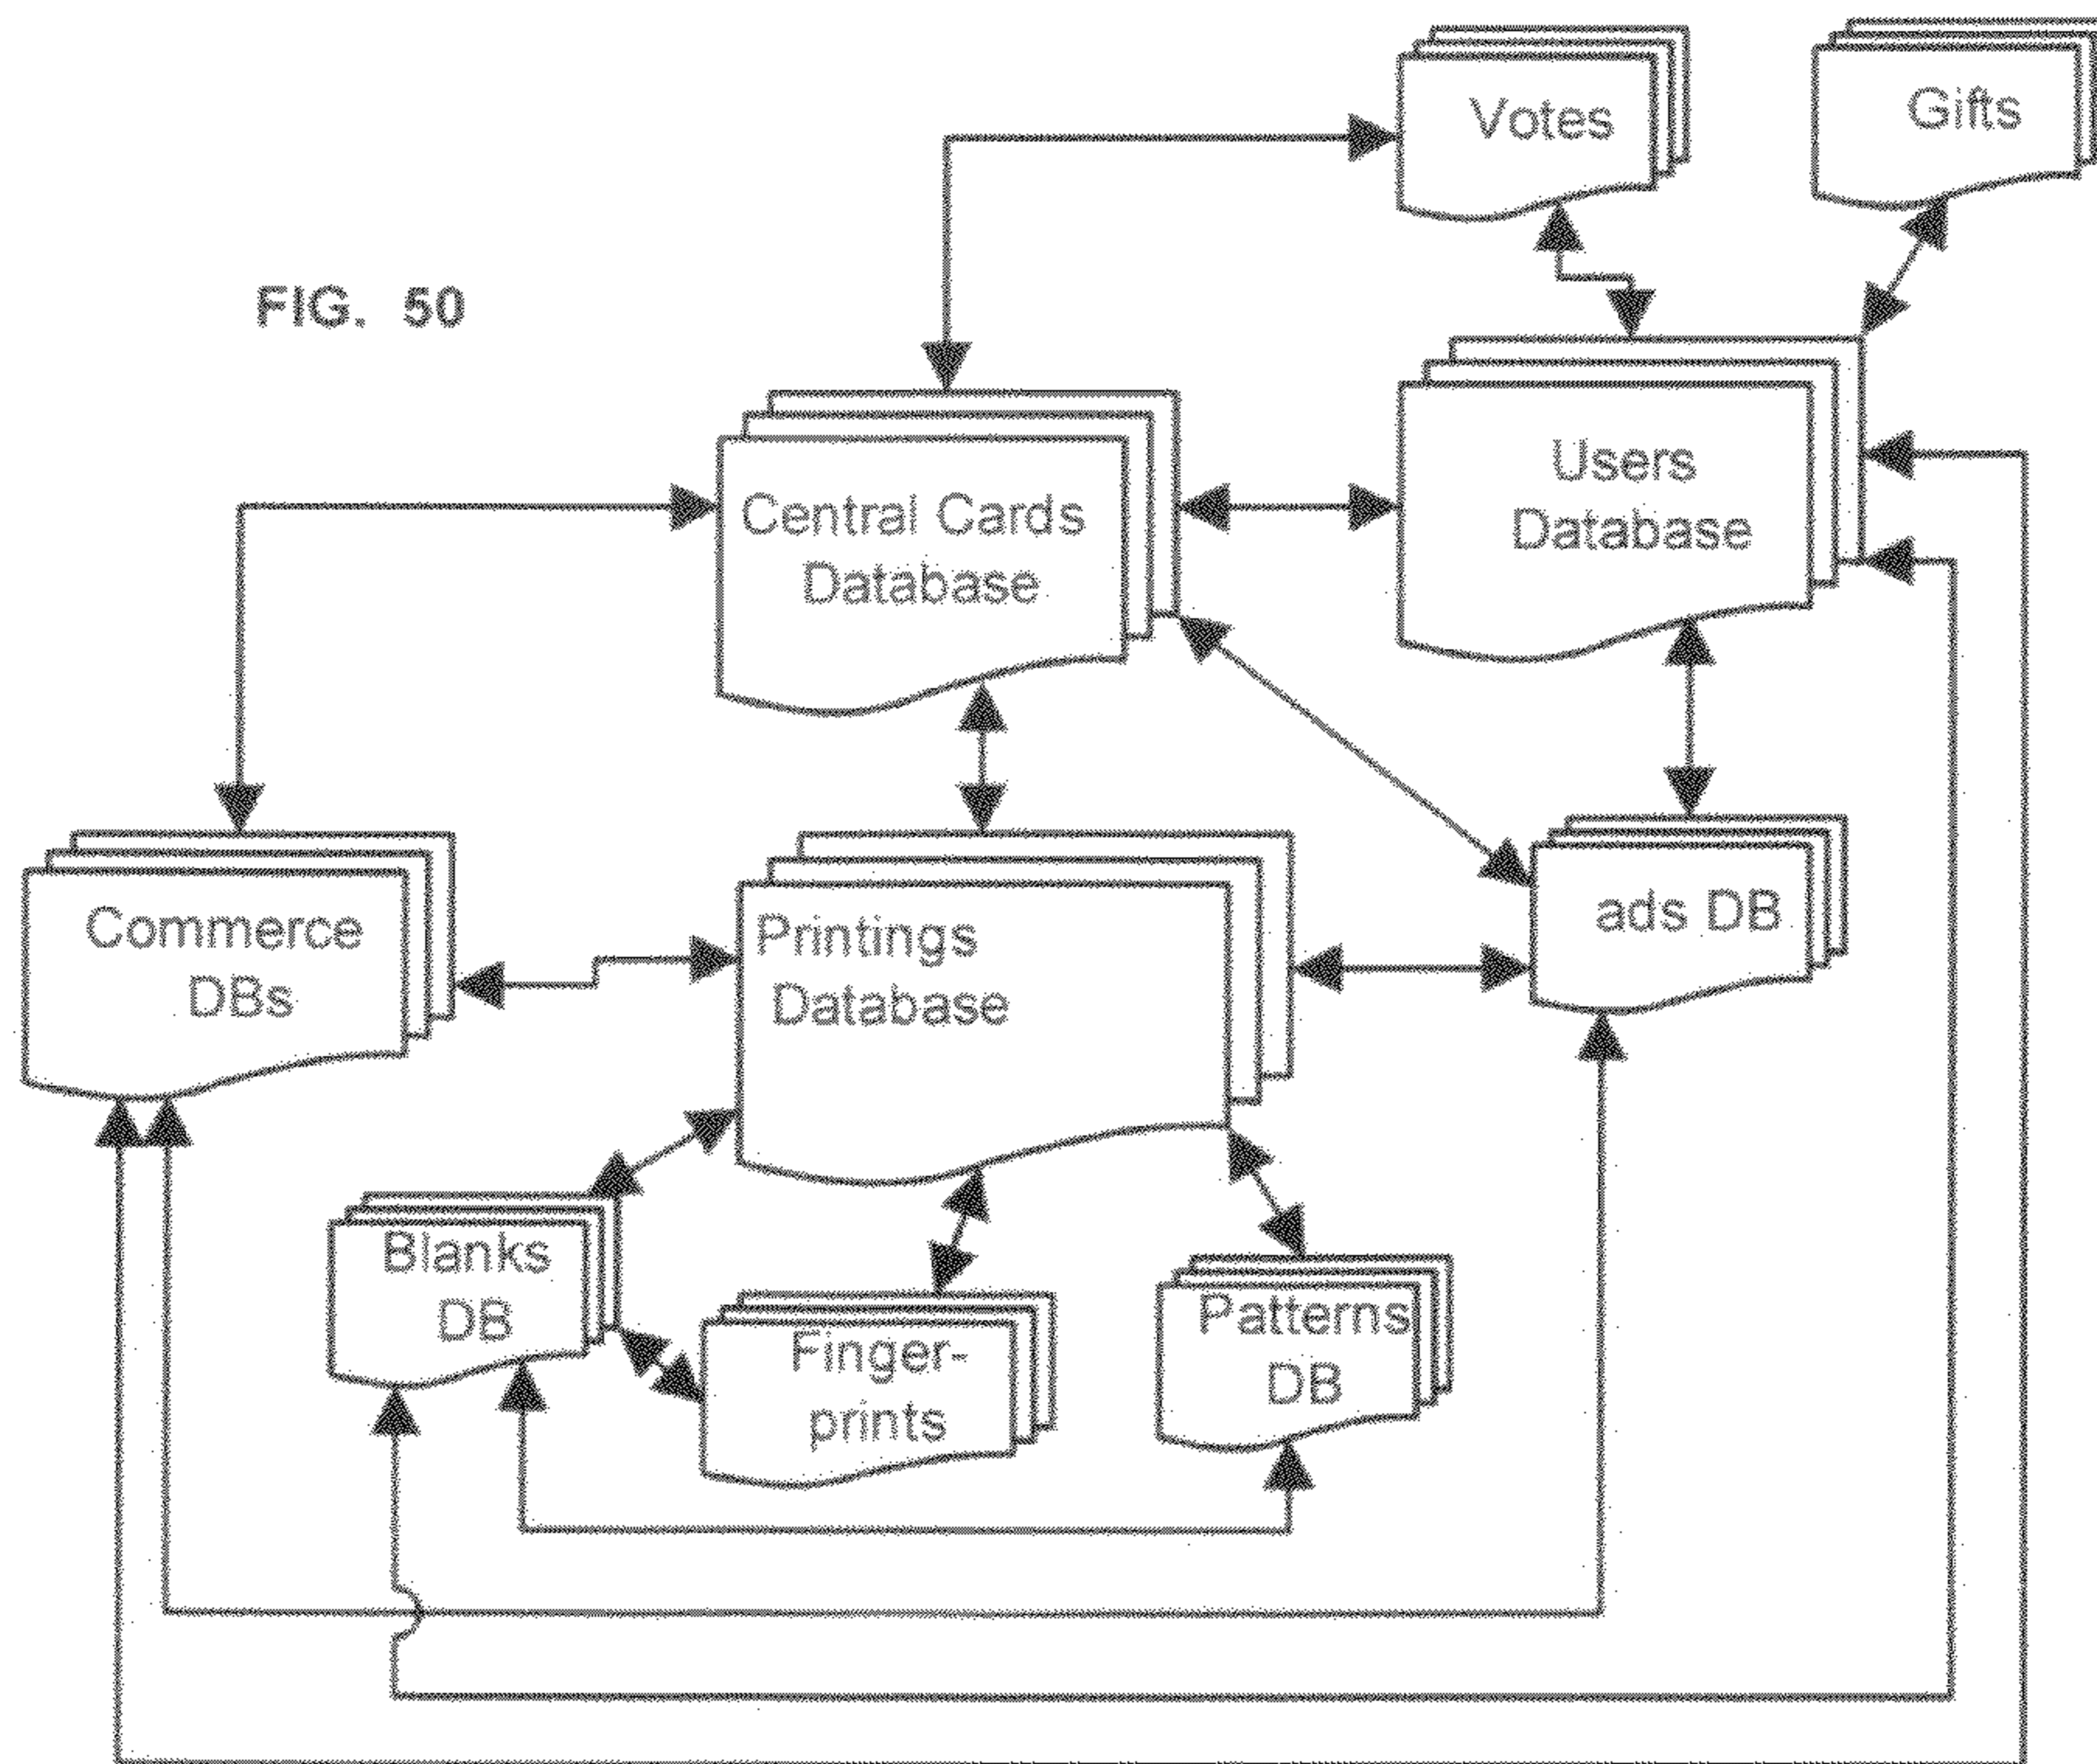 Votes
Gifts
FIG. 50
Users
Database
Central Cards
Database
ads DB
Commerce
DBs
Printings
Database
Blanks
DB
Finger-
prints
Patterns
DB